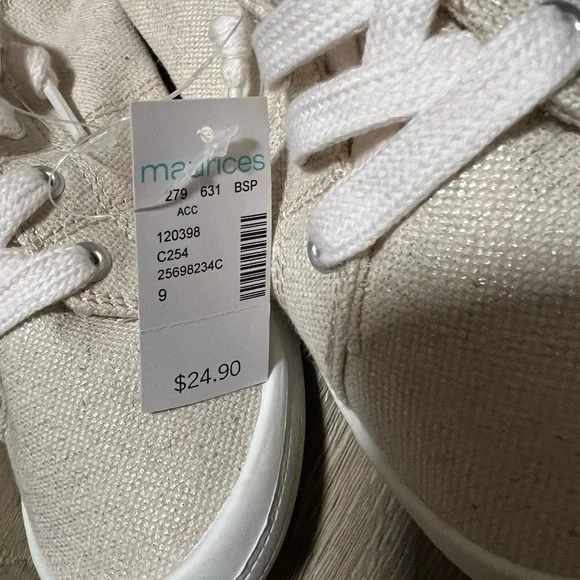 maurices
279 631 BSP
ACC
120398
C254
25698234C
9
$24.90